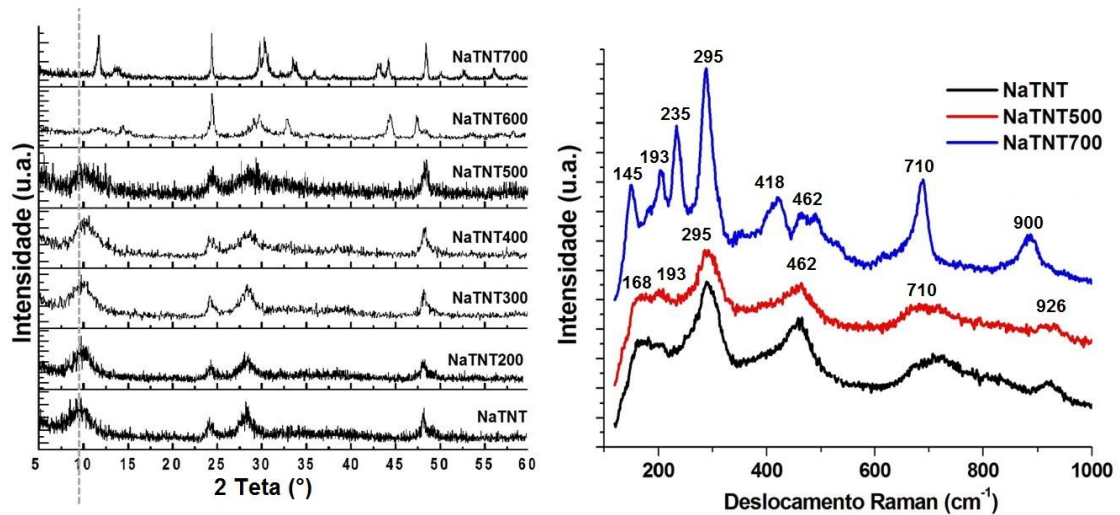 Intensidade (u.a.)
NaTNT700
NaTNT600
NaTNT500
NaTNT400
NaTNT300
NaTNT200
NaTNT
5 10 15 20 25 30 35 40 45 50 55 60
2 Teta (°)
Intensidade (u.a.)
NaTNT
NaTNT500
NaTNT700
145 193 235 295 418 462 710 900
168 193 295 462 710 926
200 400 600 800 1000
Deslocamento Raman (cm⁻¹)